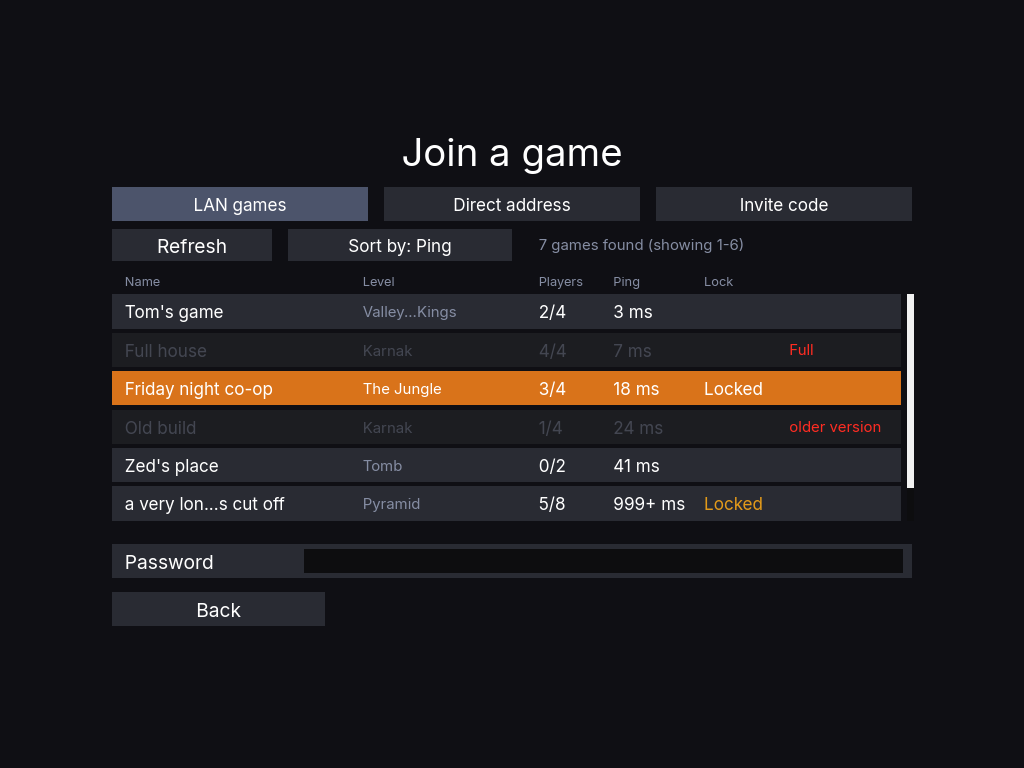 Join a game
LAN games Direct address Invite code
Refresh Sort by: Ping 7 games found (showing 1-6)
Name Level Players Ping Lock
Tom's game Valley...Kings 2/4 3 ms
Full house Karnak 4/4 7 ms Full
Friday night co-op The Jungle 3/4 18 ms Locked
Old build Karnak 1/4 24 ms older version
Zed's place Tomb 0/2 41 ms
a very lon...s cut off Pyramid 5/8 999+ ms Locked
Password
Back